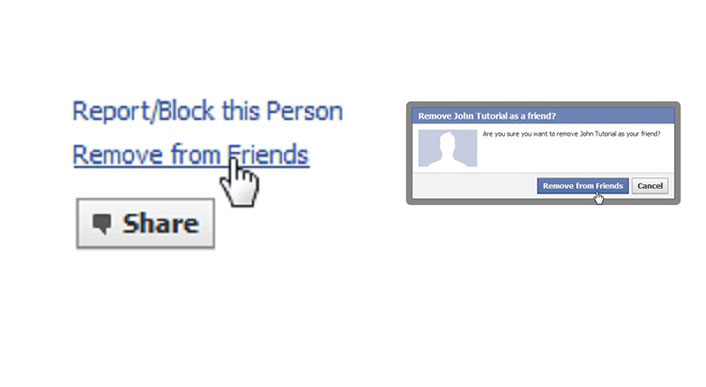 Report/Block this Person
Remove from Friends
Share
Remove John Tutorial as a friend?
Are you sure you want to remove John Tutorial as your friend?
Remove from Friends
Cancel